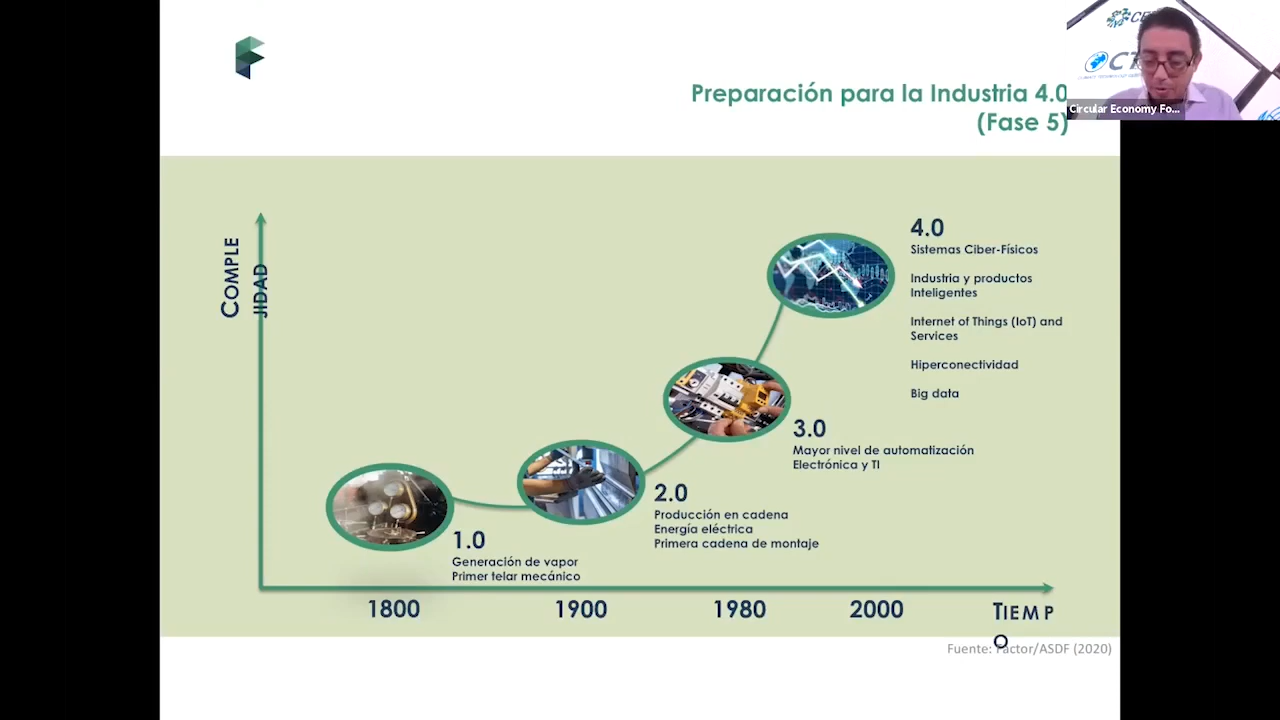 Preparación para la Industria 4.0
(Fase 5)
Circular Economy Fo...
COMPLE
JIDAD
4.0
Sistemas Ciber-Físicos
Industria y productos
Inteligentes
Internet of Things (IoT) and
Services
Hiperconectividad
Big data
3.0
Mayor nivel de automatización
Electrónica y TI
2.0
Producción en cadena
Energía eléctrica
Primera cadena de montaje
1.0
Generación de vapor
Primer telar mecánico
1800
1900
1980
2000
TIEMP
O
Fuente: Factor/ASDF (2020)